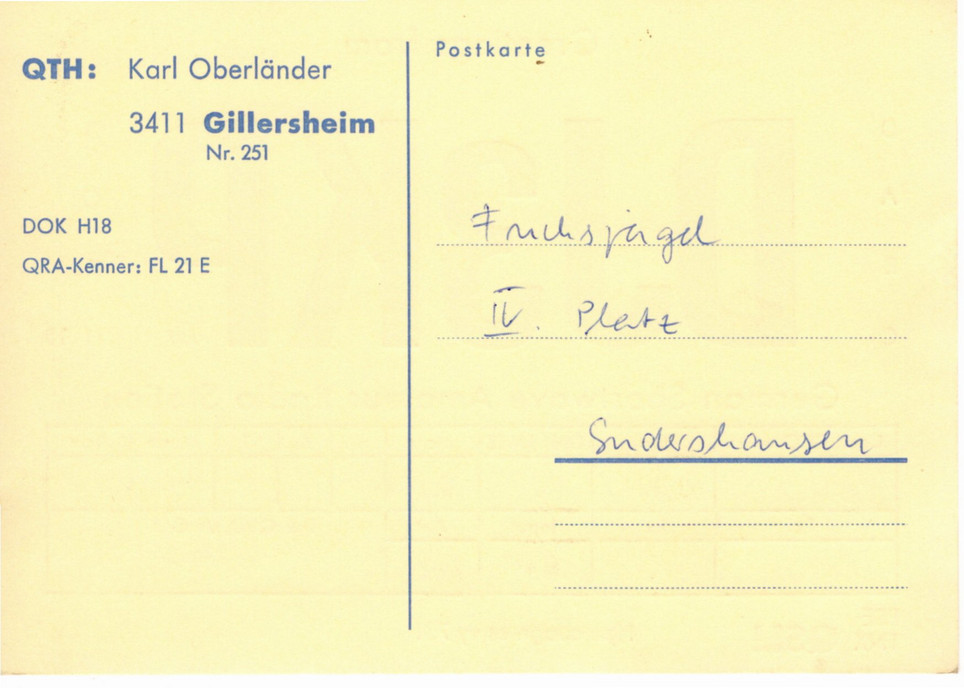 QTH: Karl Oberländer
3411 Gillersheim
Nr. 251
DOK H18
QRA-Kenner: FL 21 E
Postkarte
Fuchsjagd
IV. Platz
Sudershausen